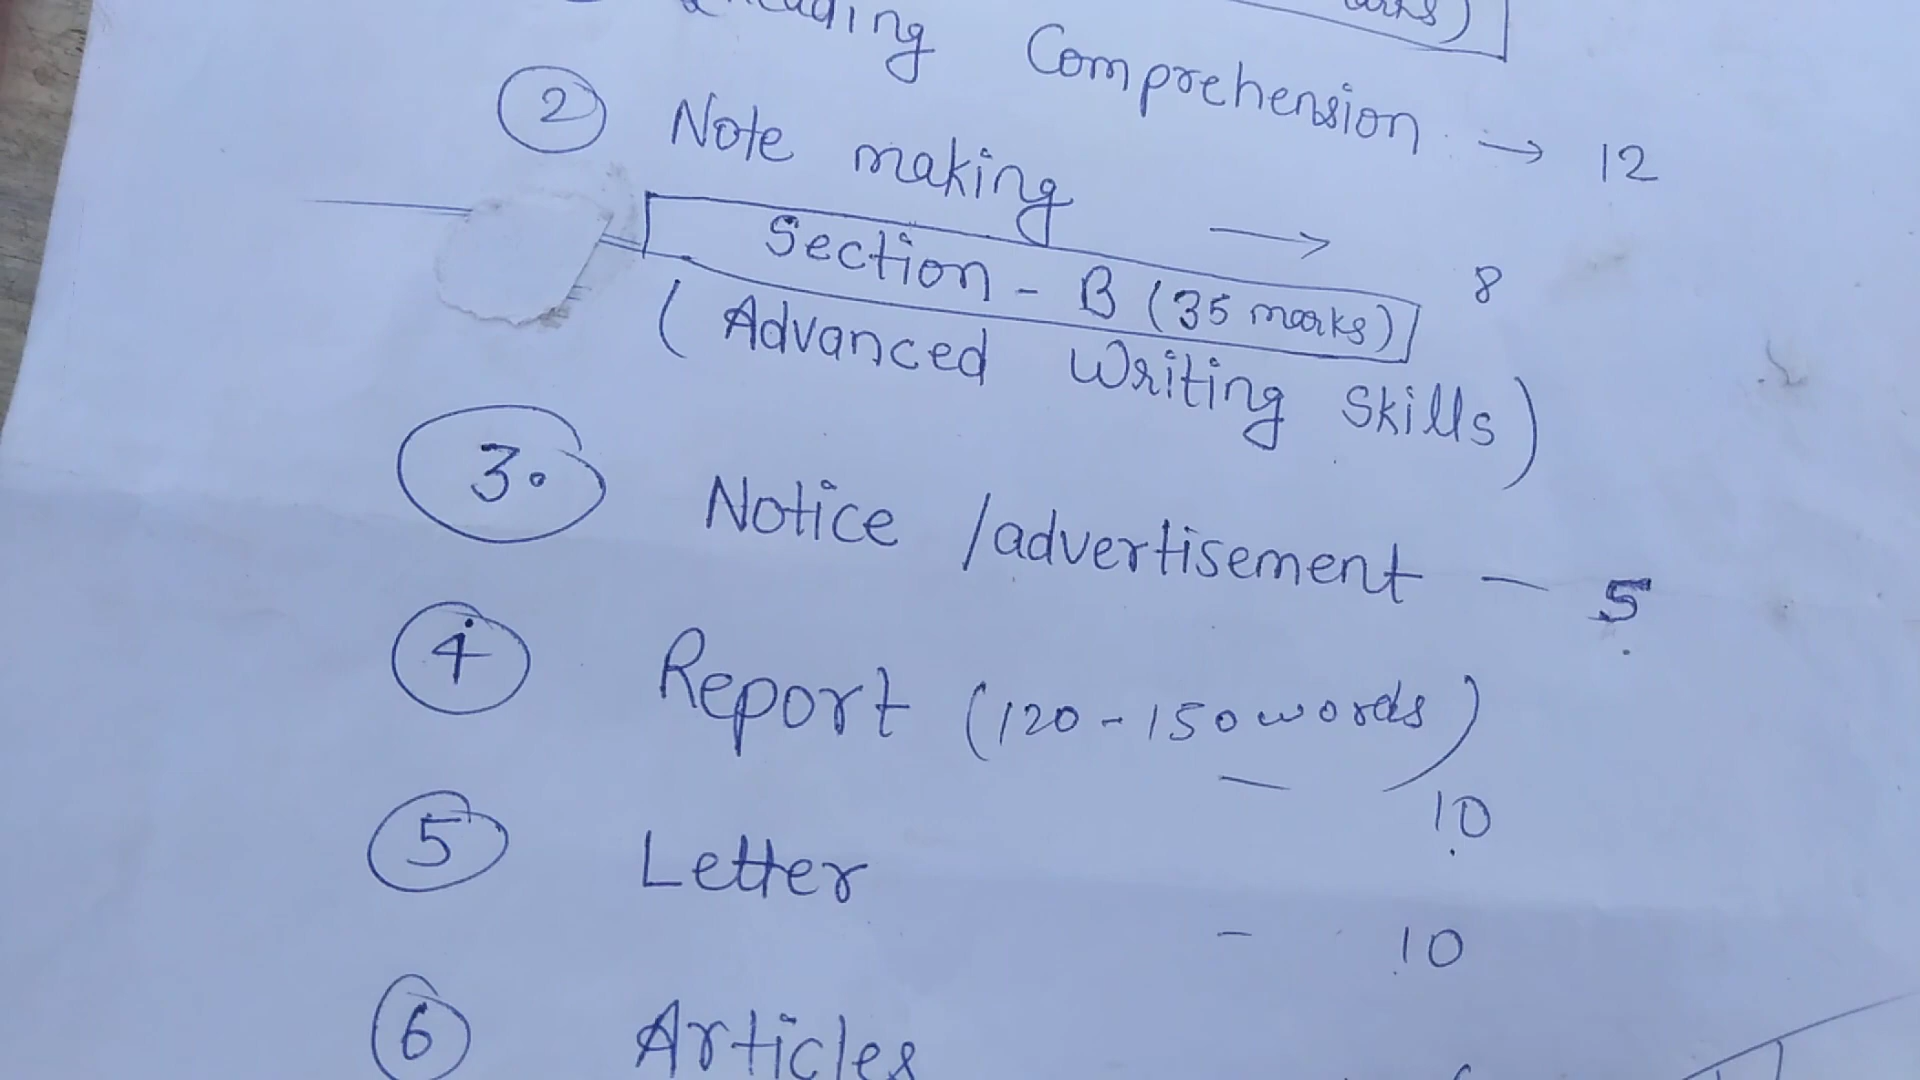 Reading Comprehension → 12
② Note making → 8
Section - B (35 marks)
(Advanced Writing Skills)
3. Notice /advertisement - 5
④ Report (120-150 words) - 10
⑤ Letter - 10
⑥ Articles